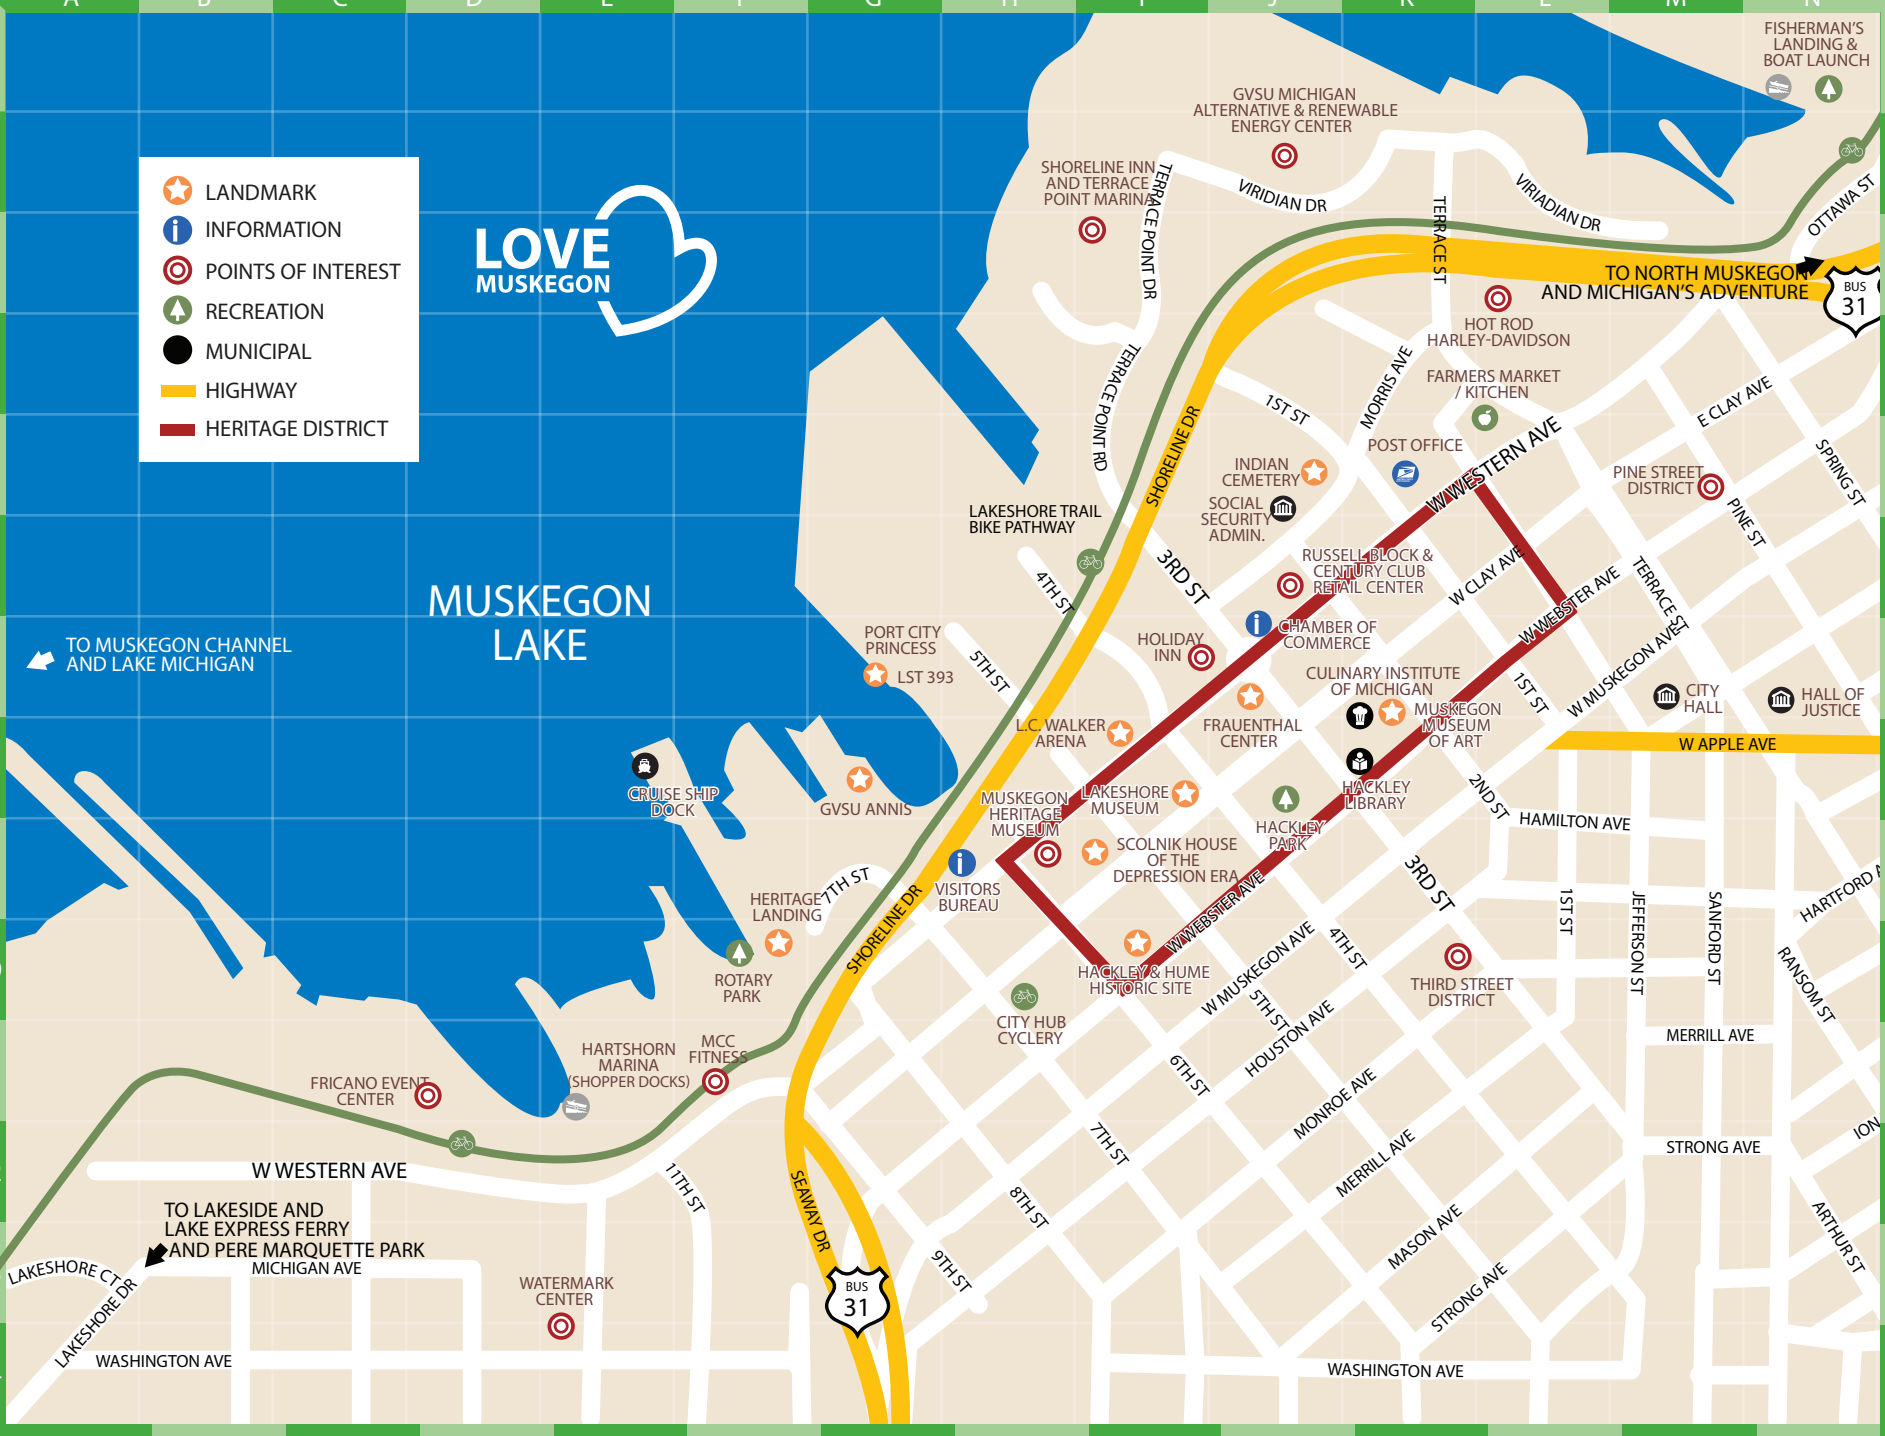 A B C D E F G H I J K L M N
FISHERMAN'S
LANDING &
BOAT LAUNCH
GVSU MICHIGAN
ALTERNATIVE & RENEWABLE
ENERGY CENTER
SHORELINE INN
AND TERRACE
POINT MARINA
TERRACE POINT DR
VIRIDIAN DR
TERRACE ST
VIRIADIAN DR
OTTAWA ST
LANDMARK
INFORMATION
POINTS OF INTEREST
RECREATION
MUNICIPAL
HIGHWAY
HERITAGE DISTRICT
LOVE
MUSKEGON
TO NORTH MUSKEGON
AND MICHIGAN'S ADVENTURE
BUS
31
HOT ROD
HARLEY-DAVIDSON
TERRACE POINT RD
SHORELINE DR
1ST ST
MORRIS AVE
FARMERS MARKET
/ KITCHEN
E CLAY AVE
POST OFFICE
W WESTERN AVE
INDIAN
CEMETERY
SOCIAL
SECURITY
ADMIN.
PINE STREET
DISTRICT
PINE ST
SPRING ST
LAKESHORE TRAIL
BIKE PATHWAY
3RD ST
4TH ST
RUSSELL BLOCK &
CENTURY CLUB
RETAIL CENTER
W CLAY AVE
W WEBSTER AVE
TERRACE ST
MUSKEGON
LAKE
TO MUSKEGON CHANNEL
AND LAKE MICHIGAN
PORT CITY
PRINCESS
LST 393
5TH ST
HOLIDAY
INN
CHAMBER OF
COMMERCE
CULINARY INSTITUTE
OF MICHIGAN
MUSKEGON
MUSEUM
OF ART
1ST ST
W MUSKEGON AVE
CITY
HALL
HALL OF
JUSTICE
W APPLE AVE
L.C. WALKER
ARENA
FRAUENTHAL
CENTER
CRUISE SHIP
DOCK
GVSU ANNIS
MUSKEGON
HERITAGE
MUSEUM
LAKESHORE
MUSEUM
HACKLEY
LIBRARY
2ND ST
HAMILTON AVE
HACKLEY
PARK
SCOLNIK HOUSE
OF THE
DEPRESSION ERA
VISITORS
BUREAU
7TH ST
HERITAGE
LANDING
SHORELINE DR
W WEBSTER AVE
3RD ST
1ST ST
JEFFERSON ST
SANFORD ST
HARTFORD A
ROTARY
PARK
HACKLEY & HUME
HISTORIC SITE
W MUSKEGON AVE
4TH ST
THIRD STREET
DISTRICT
RANSOM ST
CITY HUB
CYCLERY
5TH ST
HOUSTON AVE
MERRILL AVE
MCC
FITNESS
HARTSHORN
MARINA
(SHOPPER DOCKS)
FRICANO EVENT
CENTER
6TH ST
MONROE AVE
7TH ST
MERRILL AVE
STRONG AVE
ION
W WESTERN AVE
11TH ST
SEAWAY DR
8TH ST
MASON AVE
ARTHUR ST
TO LAKESIDE AND
LAKE EXPRESS FERRY
AND PERE MARQUETTE PARK
MICHIGAN AVE
LAKESHORE CT
LAKESHORE DR
9TH ST
STRONG AVE
WATERMARK
CENTER
BUS
31
WASHINGTON AVE
WASHINGTON AVE